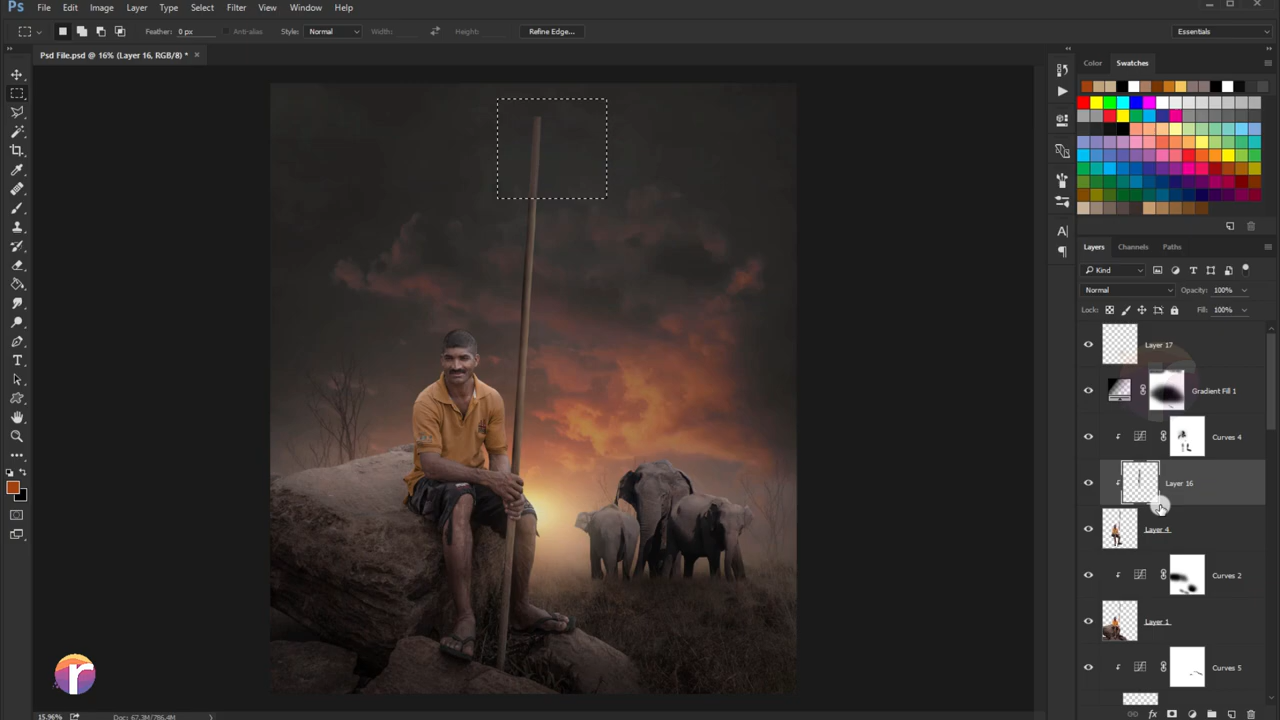 Ps File Edit Image Layer Type Select Filter View Window Help
Feather: 0 px Anti-alias Style: Normal Width: Height: Refine Edge... Essentials
Psd File.psd @ 16% (Layer 16, RGB/8) * ×
Color Swatches
Layers Channels Paths
Kind
Normal Opacity: 100%
Lock: Fill: 100%
Layer 17
Gradient Fill 1
Curves 4
Layer 16
Layer 4
Curves 2
Layer 1
Curves 5
15.96% Doc: 67.3M/786.4M
r